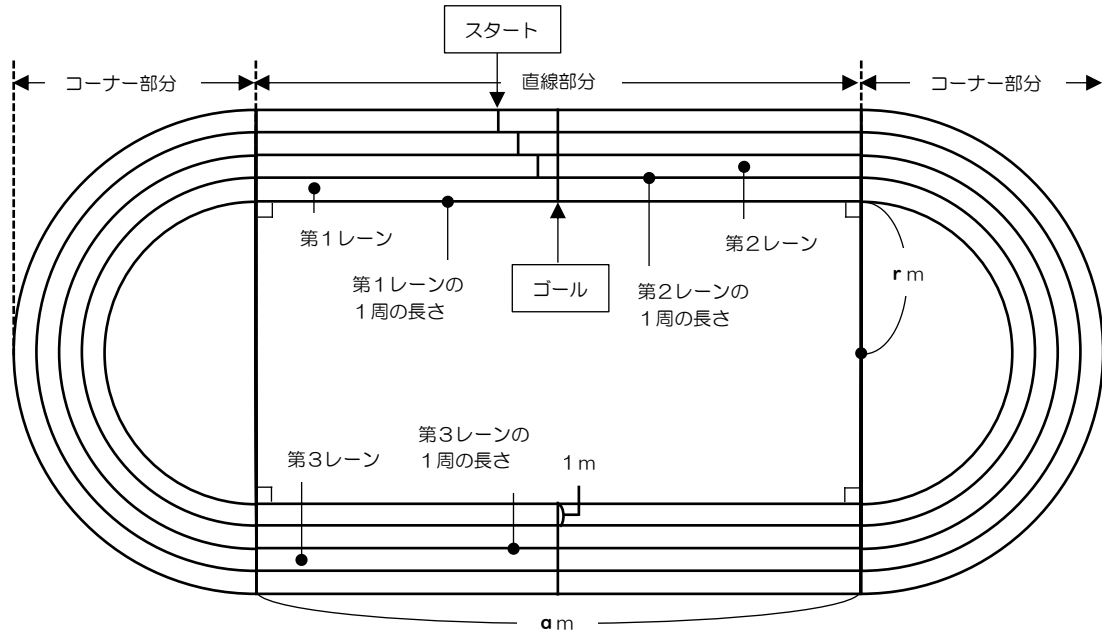 スタート
コーナー部分
直線部分
コーナー部分
第1レーン
第2レーン
第1レーンの
1周の長さ
ゴール
第2レーンの
1周の長さ
r m
第3レーン
第3レーンの
1周の長さ
1m
a m